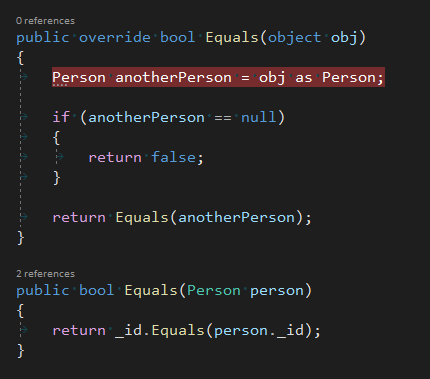 0 references
public override bool Equals(object obj)
{
Person anotherPerson = obj as Person;
if (anotherPerson == null)
{
return false;
}
return Equals(anotherPerson);
}
2 references
public bool Equals(Person person)
{
return _id.Equals(person._id);
}